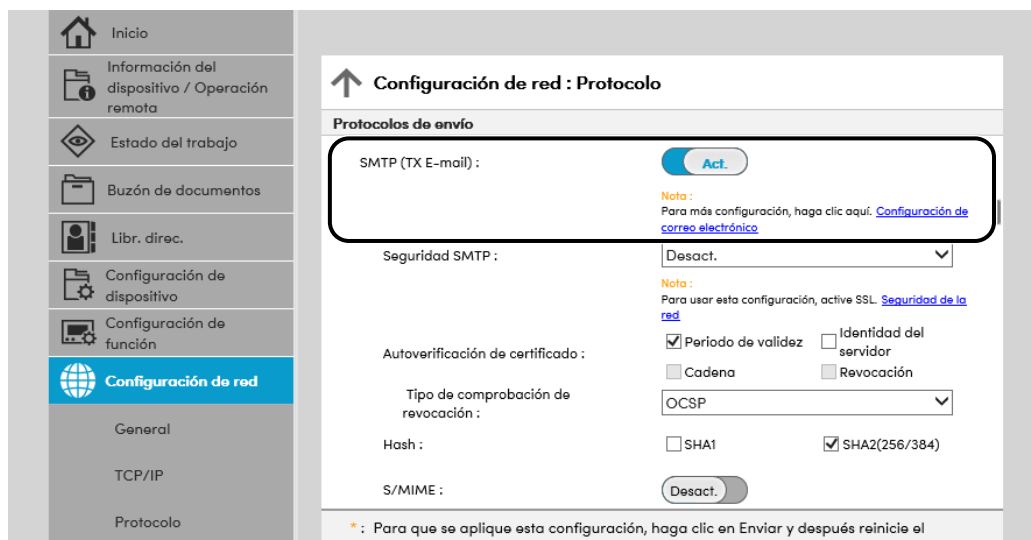 Inicio
Información del
dispositivo / Operación
remota
Estado del trabajo
Buzón de documentos
Libr. direc.
Configuración de
dispositivo
Configuración de
función
Configuración de red
General
TCP/IP
Protocolo
Configuración de red : Protocolo
Protocolos de envío
SMTP (TX E-mail) :
Act.
Nota :
Para más configuración, haga clic aquí. Configuración de
correo electrónico
Seguridad SMTP :
Desact.
Nota :
Para usar esta configuración, active SSL. Seguridad de la
red
Autoverificación de certificado :
Periodo de validez
Identidad del
servidor
Cadena
Revocación
Tipo de comprobación de
revocación :
OCSP
Hash :
SHA1
SHA2(256/384)
S/MIME :
Desact.
* : Para que se aplique esta configuración, haga clic en Enviar y después reinicie el